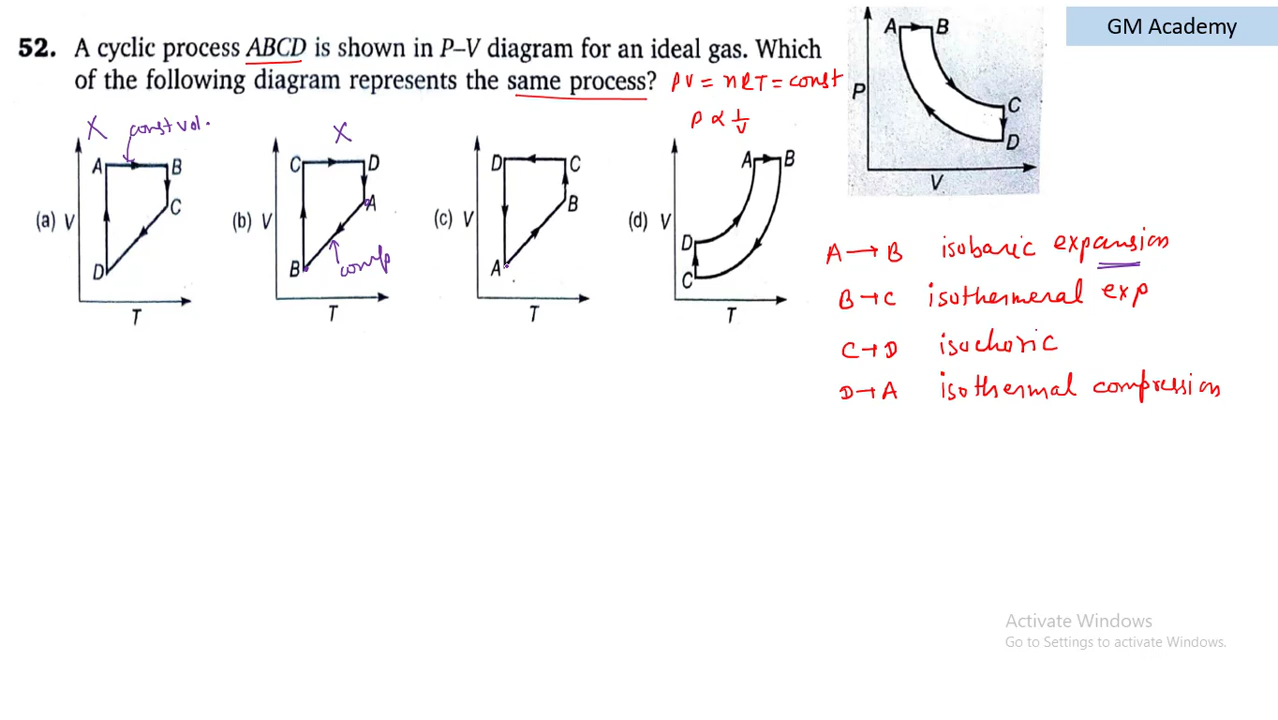 GM Academy
52. A cyclic process ABCD is shown in P–V diagram for an ideal gas. Which
of the following diagram represents the same process? PV = nRT = const
P ∝ 1/V
A B C D P V
X const vol.
(a) V A B C D T
X
(b) V C D A B comp T
(c) V D C B A T
(d) V A B D C T
A → B isobaric expansion
B → C isothermeral exp
C → D isochoric
D → A isothermal compression
Activate Windows
Go to Settings to activate Windows.